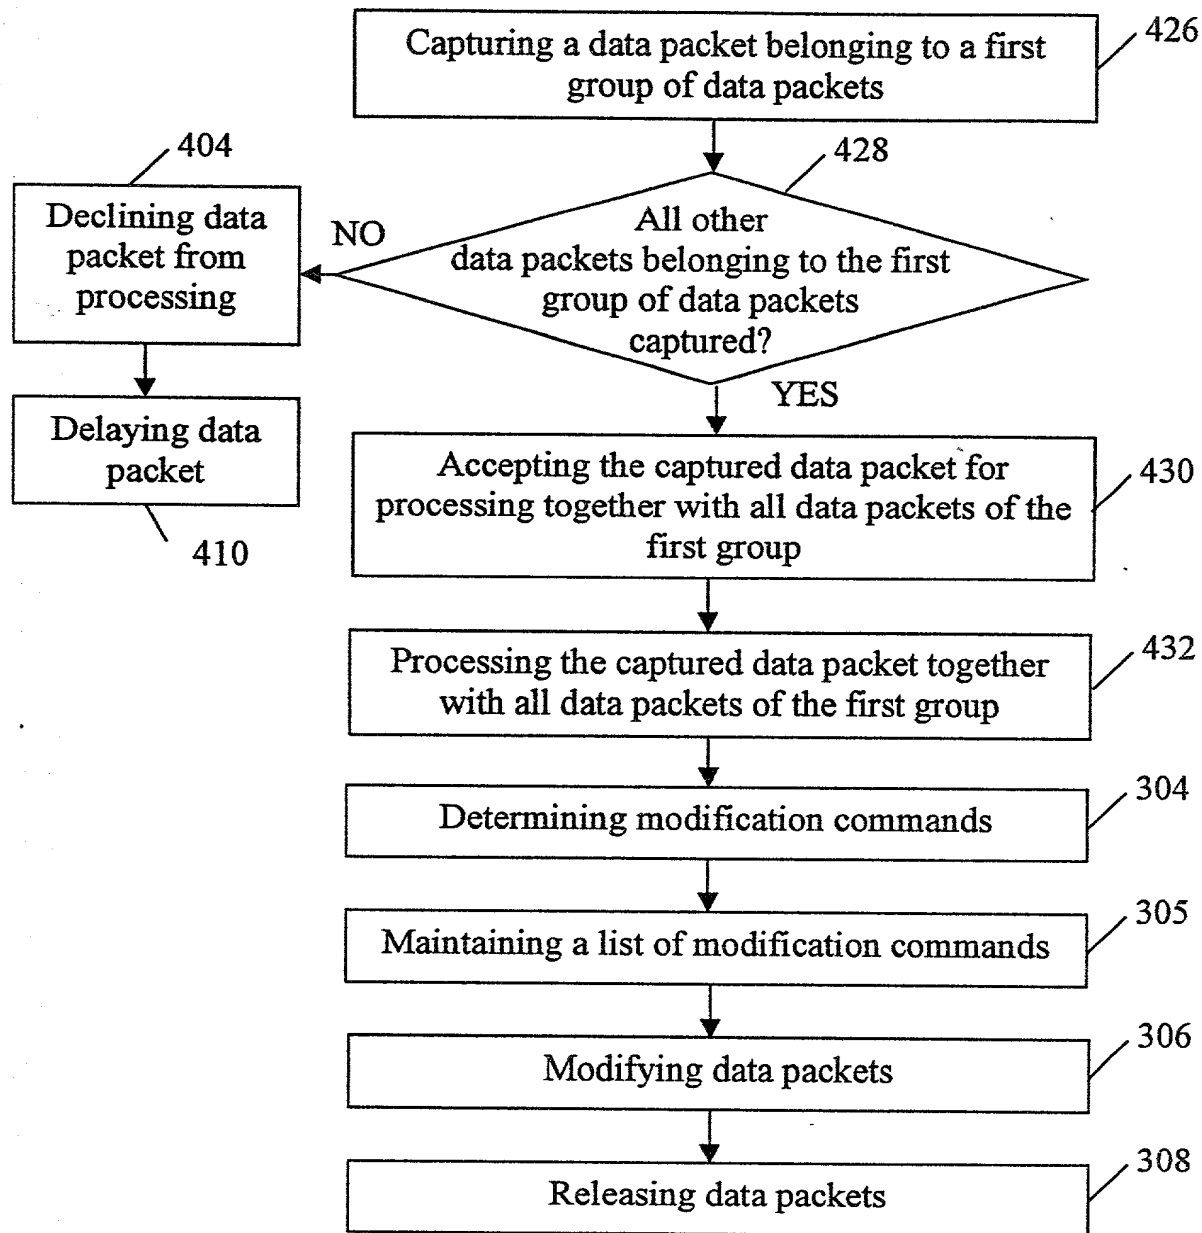 Capturing a data packet belonging to a first
group of data packets
426
404
428
Declining data
packet from
processing
NO
All other
data packets belonging to the first
group of data packets
captured?
YES
Delaying data
packet
410
Accepting the captured data packet for
processing together with all data packets of the
first group
430
Processing the captured data packet together
with all data packets of the first group
432
Determining modification commands
304
Maintaining a list of modification commands
305
Modifying data packets
306
Releasing data packets
308